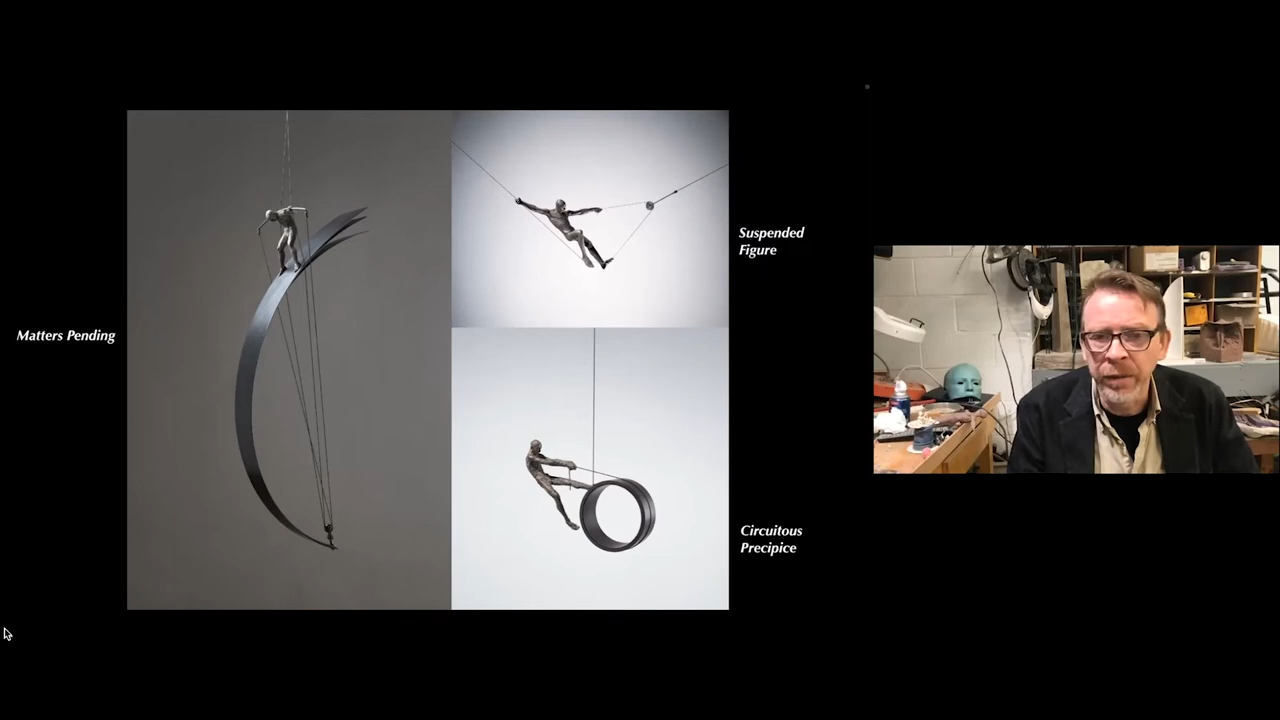 Matters Pending
Suspended
Figure
Circuitous
Precipice